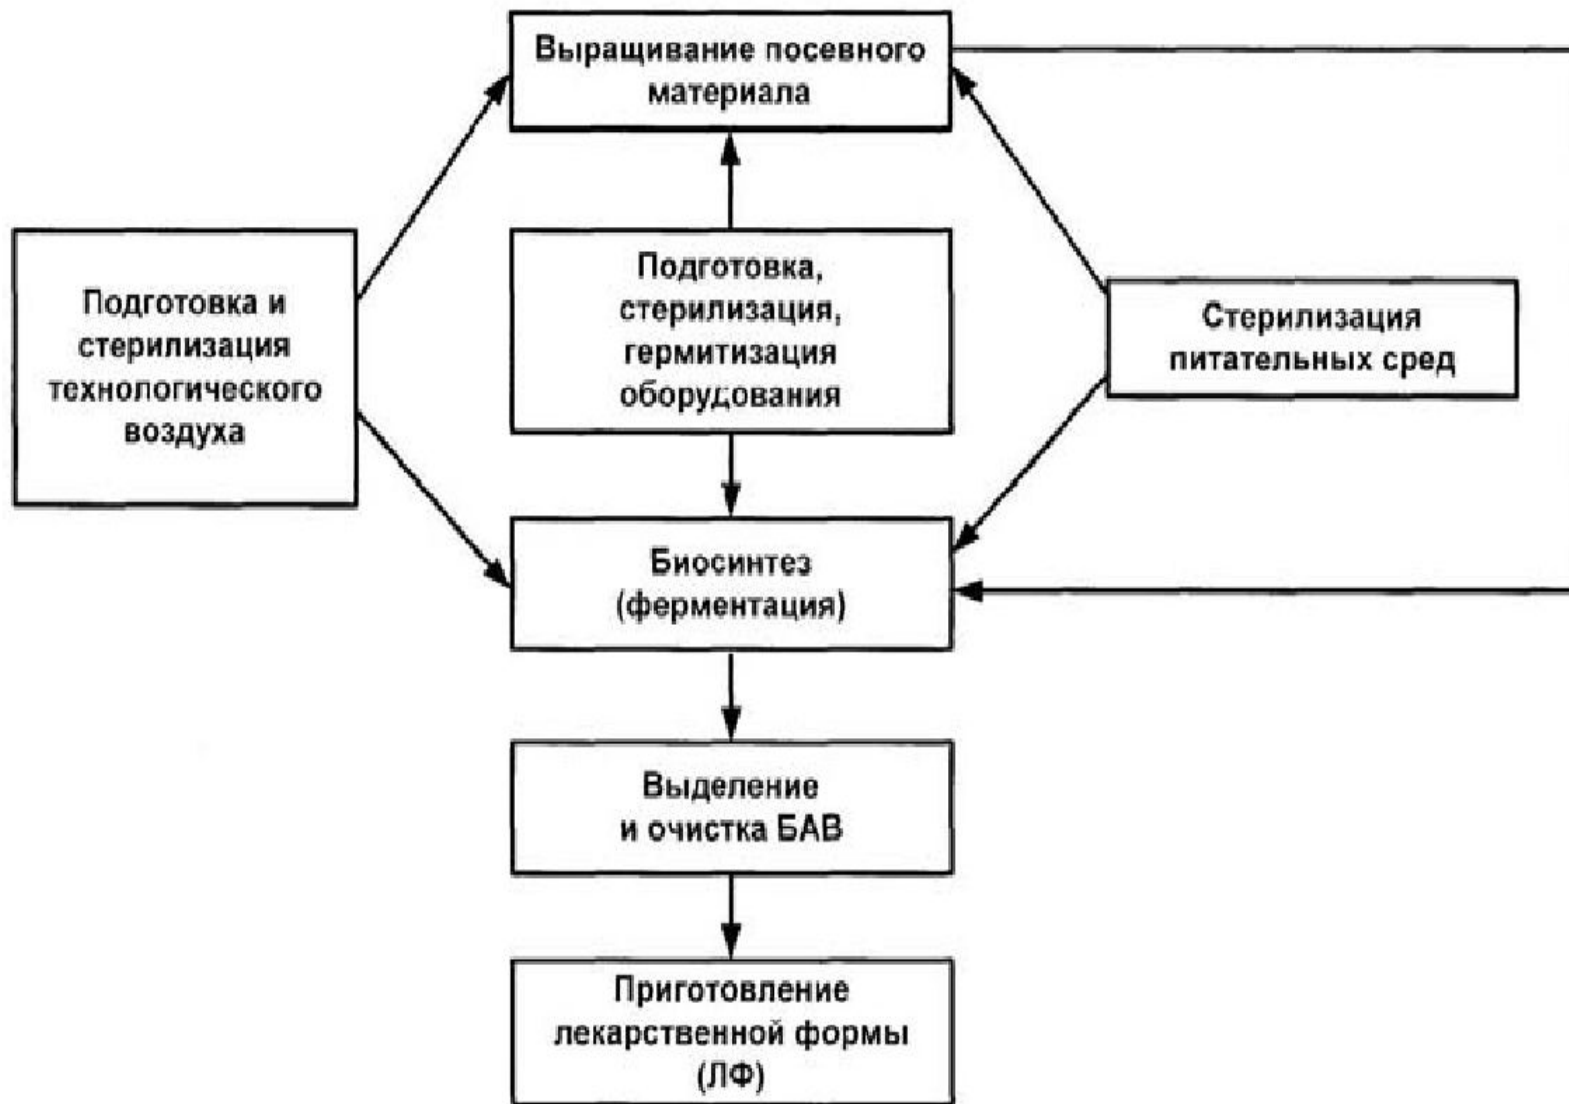 Выращивание посевного
материала
Подготовка и
стерилизация
технологического
воздуха
Подготовка,
стерилизация,
гермитизация
оборудования
Стерилизация
питательных сред
Биосинтез
(ферментация)
Выделение
и очистка БАВ
Приготовление
лекарственной формы
(ЛФ)